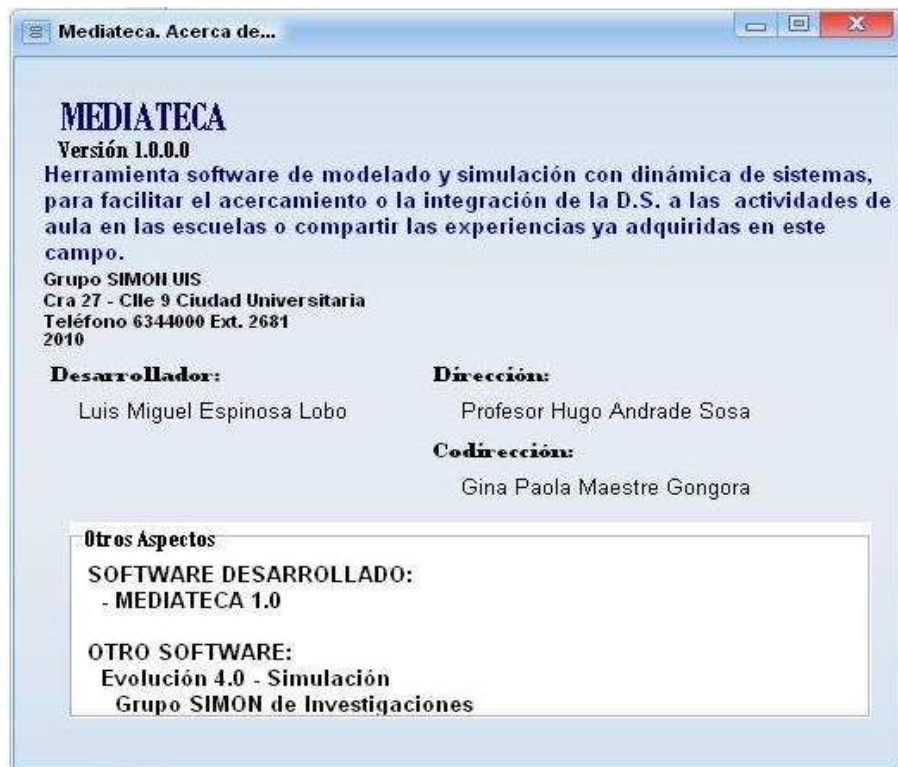 Mediateca. Acerca de...
MEDIATECA
Versión 1.0.0.0
Herramienta software de modelado y simulación con dinámica de sistemas,
para facilitar el acercamiento o la integración de la D.S. a las actividades de
aula en las escuelas o compartir las experiencias ya adquiridas en este
campo.
Grupo SIMON UIS
Cra 27 - Clle 9 Ciudad Universitaria
Teléfono 6344000 Ext. 2681
2010
Desarrollador:
Luis Miguel Espinosa Lobo
Dirección:
Profesor Hugo Andrade Sosa
Codirección:
Gina Paola Maestre Gongora
Otros Aspectos
SOFTWARE DESARROLLADO:
- MEDIATECA 1.0
OTRO SOFTWARE:
Evolución 4.0 - Simulación
Grupo SIMON de Investigaciones